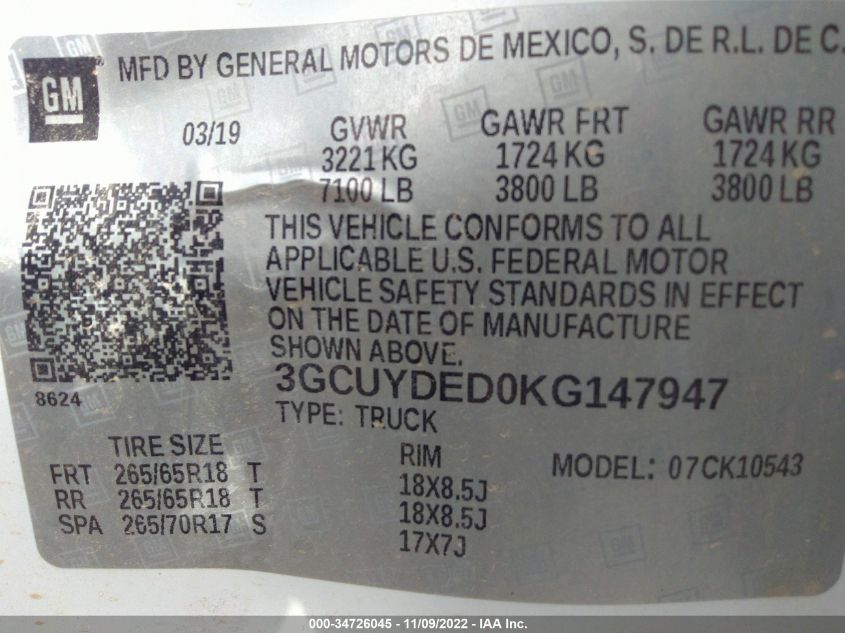 GM
MFD BY GENERAL MOTORS DE MEXICO, S. DE R.L. DE C.
03/19 GVWR GAWR FRT GAWR RR
3221 KG 1724 KG 1724 KG
7100 LB 3800 LB 3800 LB
THIS VEHICLE CONFORMS TO ALL
APPLICABLE U.S. FEDERAL MOTOR
VEHICLE SAFETY STANDARDS IN EFFECT
ON THE DATE OF MANUFACTURE
SHOWN ABOVE.
8624 3GCUYDED0KG147947
TYPE: TRUCK
TIRE SIZE RIM MODEL: 07CK10543
FRT 265/65R18 T 18X8.5J
RR 265/65R18 T 18X8.5J
SPA 265/70R17 S 17X7J
000-34726045 - 11/09/2022 - IAA Inc.